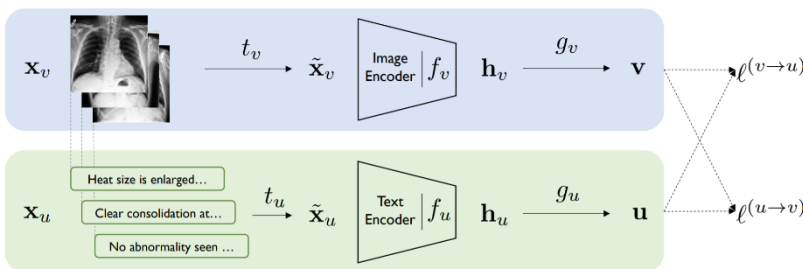 x_v t_v x̃_v Image Encoder f_v h_v g_v v ℓ^(v→u)
Heat size is enlarged…
x_u Clear consolidation at… t_u x̃_u Text Encoder f_u h_u g_u u ℓ^(u→v)
No abnormality seen …